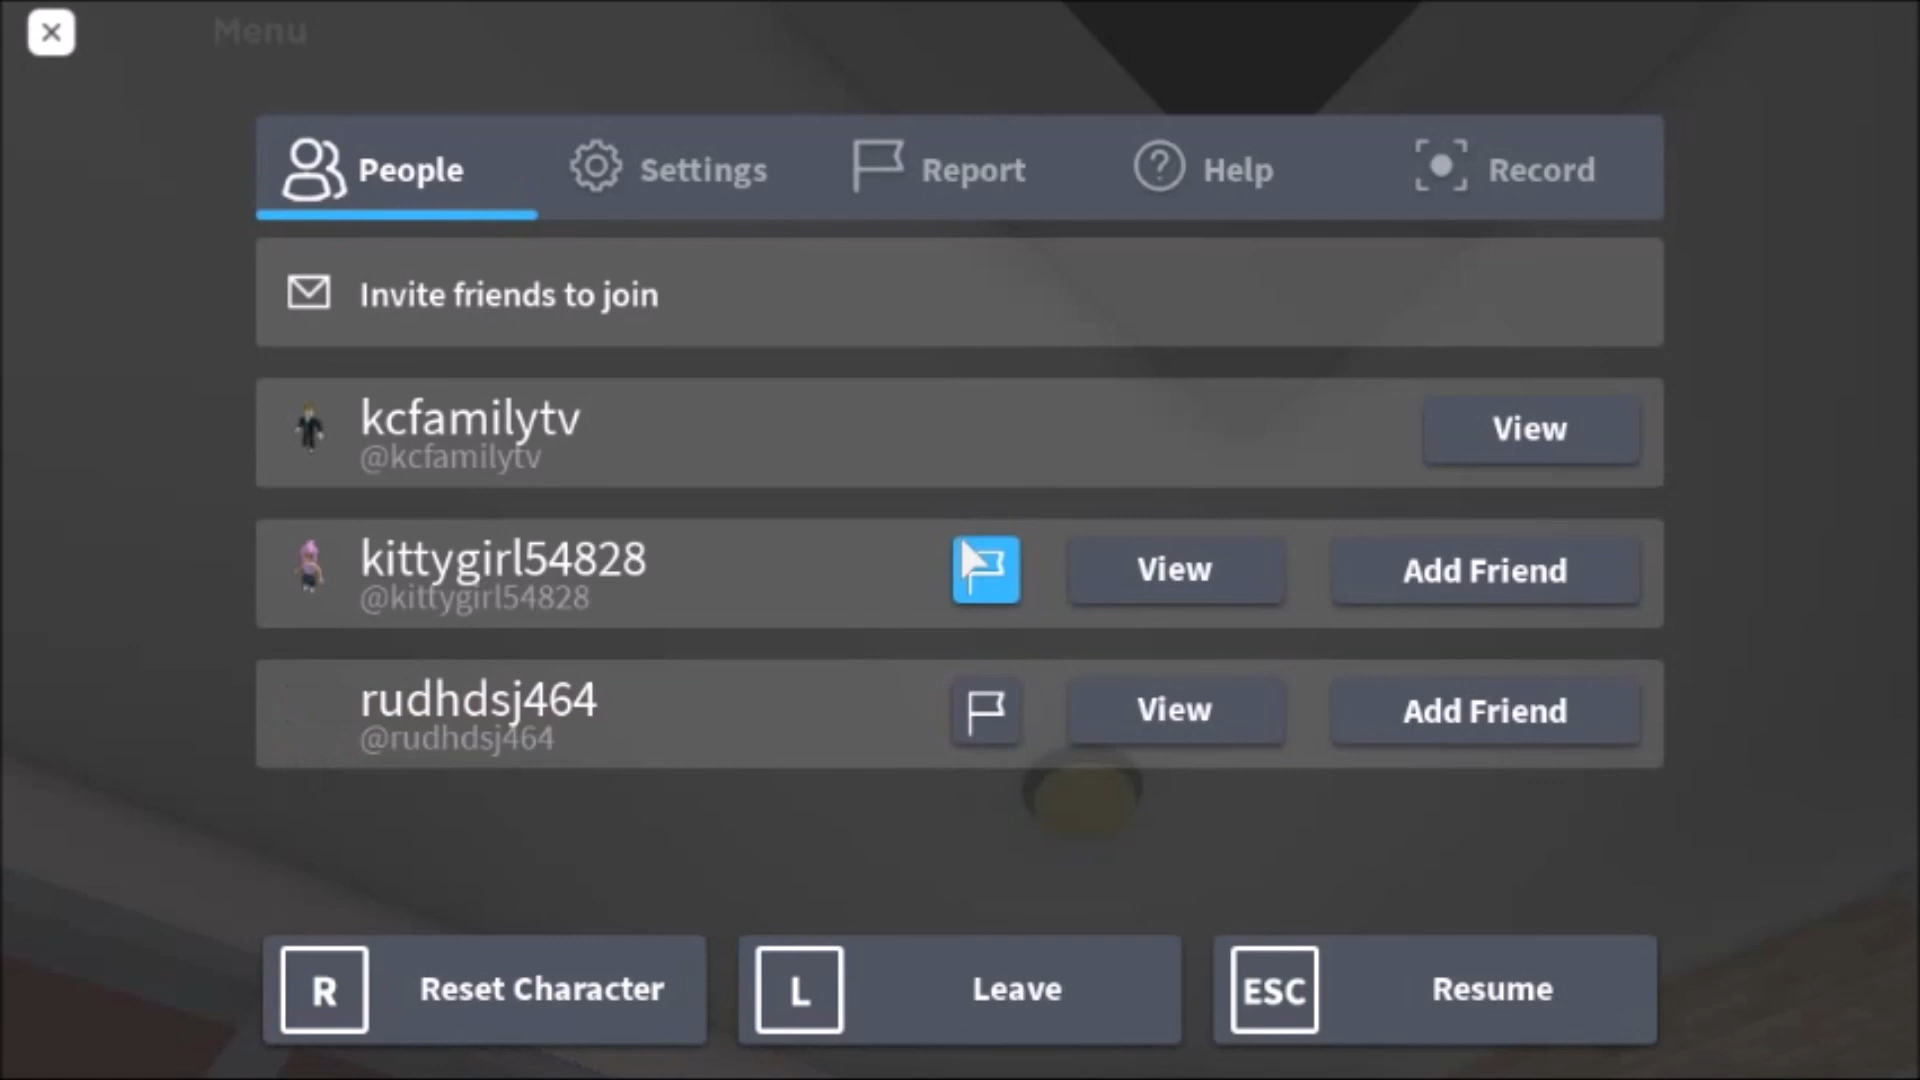 Menu
People
Settings
Report
Help
Record
Invite friends to join
kcfamilytv
@kcfamilytv
View
kittygirl54828
@kittygirl54828
View
Add Friend
rudhdsj464
@rudhdsj464
View
Add Friend
R
Reset Character
L
Leave
ESC
Resume